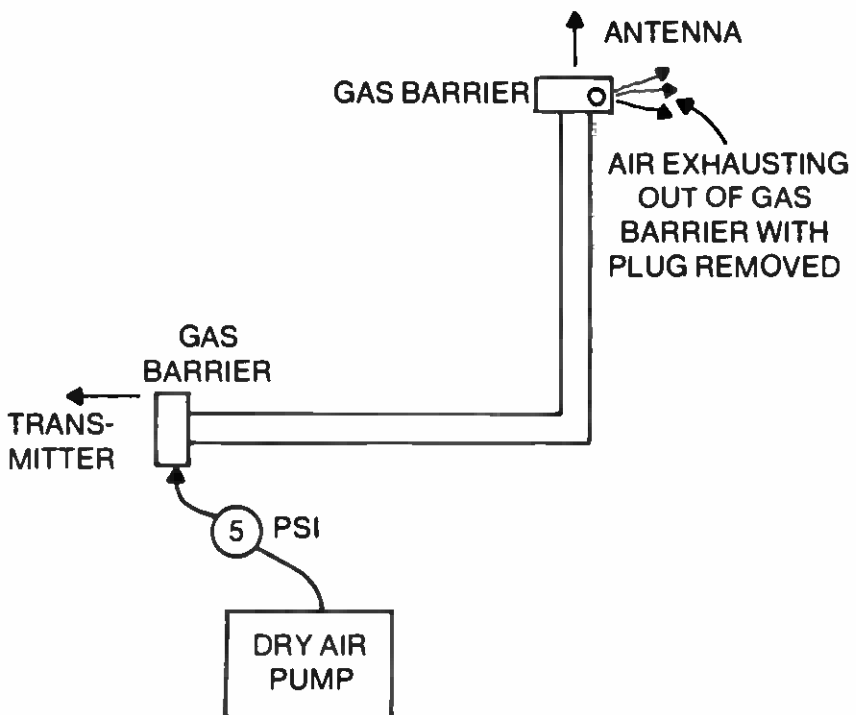 ANTENNA
GAS BARRIER
AIR EXHAUSTING
OUT OF GAS
BARRIER WITH
PLUG REMOVED
GAS
BARRIER
TRANS-
MITTER
5 PSI
DRY AIR
PUMP